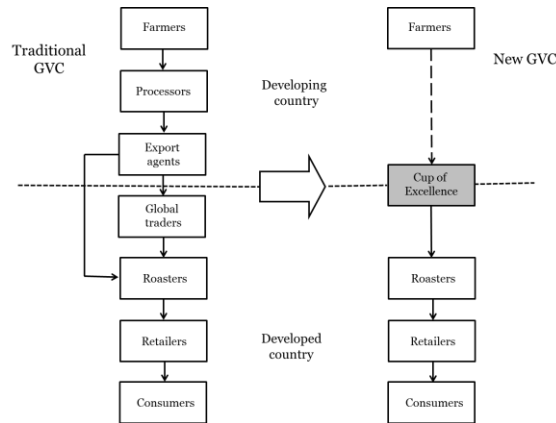 Traditional
GVC
Farmers
Processors
Export
agents
Global
traders
Roasters
Retailers
Consumers
Developing
country
Developed
country
New GVC
Farmers
Cup of
Excellence
Roasters
Retailers
Consumers